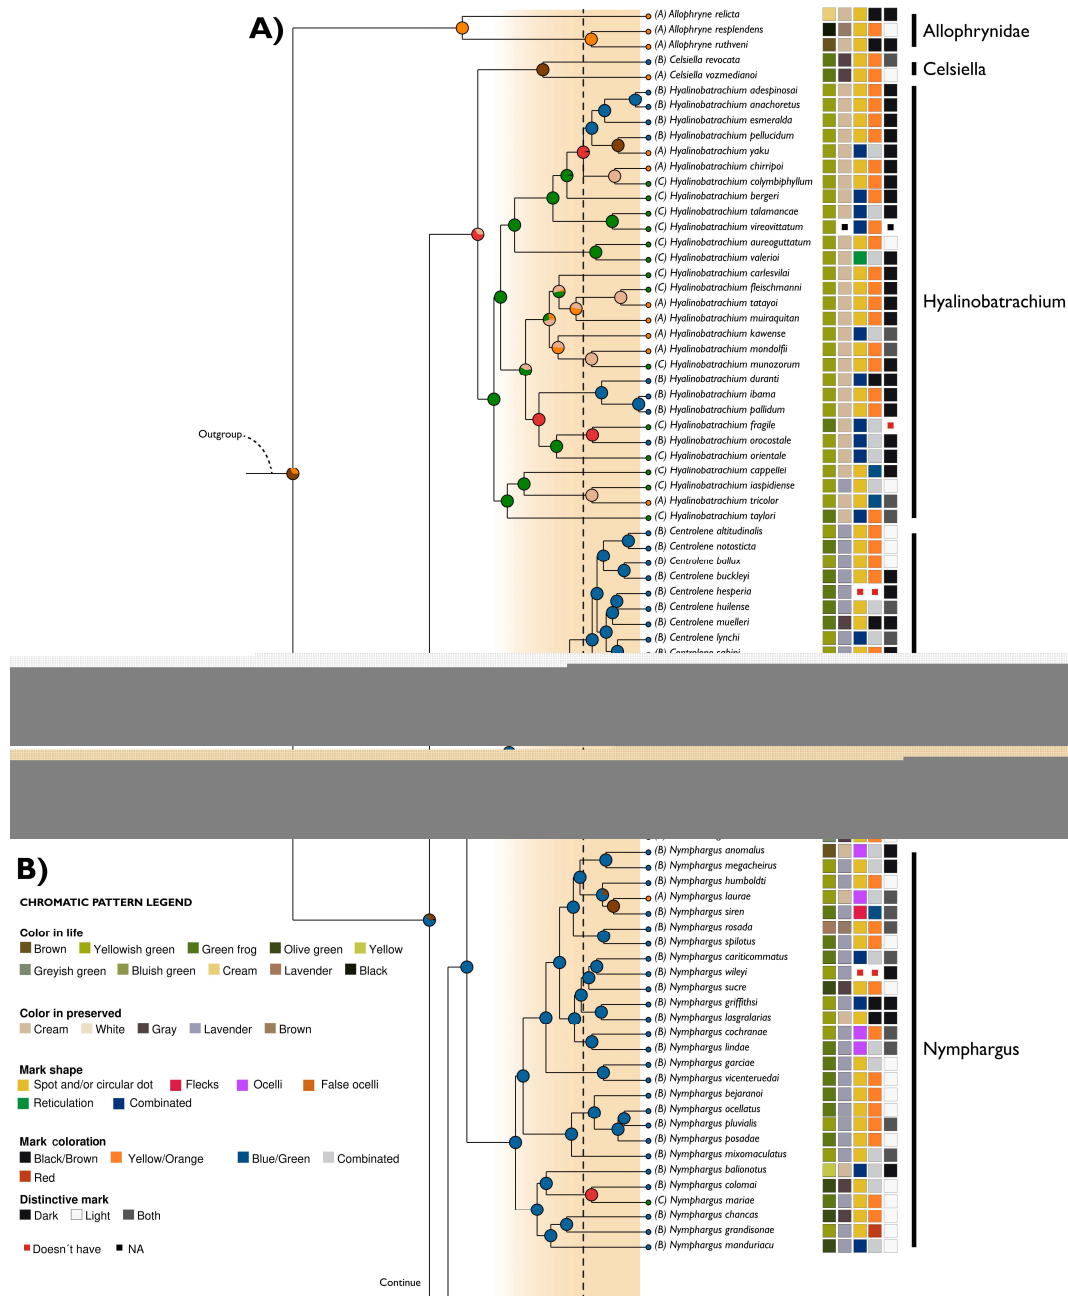 A)
(A) Allophryne relicta
(A) Allophryne resplendens
(A) Allophryne ruthveni
Allophrynidae
(B) Celsiella revocata
(A) Celsiella vozmedianoi
Celsiella
(B) Hyalinobatrachium adespinosai
(B) Hyalinobatrachium anachoretus
(B) Hyalinobatrachium esmeralda
(B) Hyalinobatrachium pellucidum
(A) Hyalinobatrachium yaku
(A) Hyalinobatrachium chirripoi
(C) Hyalinobatrachium colymbiphyllum
(C) Hyalinobatrachium bergeri
(C) Hyalinobatrachium talamancae
(C) Hyalinobatrachium vireovittatum
(C) Hyalinobatrachium aureoguttatum
(C) Hyalinobatrachium valerioi
(C) Hyalinobatrachium carlesvilai
(C) Hyalinobatrachium fleischmanni
(A) Hyalinobatrachium tatayoi
(A) Hyalinobatrachium muiraquitan
Hyalinobatrachium
(A) Hyalinobatrachium kawense
(A) Hyalinobatrachium mondolfii
(C) Hyalinobatrachium munozorum
(B) Hyalinobatrachium duranti
(B) Hyalinobatrachium ibama
(B) Hyalinobatrachium pallidum
(C) Hyalinobatrachium fragile
(B) Hyalinobatrachium orocostale
(C) Hyalinobatrachium orientale
(C) Hyalinobatrachium cappellei
(C) Hyalinobatrachium iaspidiense
(A) Hyalinobatrachium tricolor
(C) Hyalinobatrachium taylori
Outgroup
(B) Centrolene altitudinalis
(B) Centrolene notosticta
(B) Centrolene ballux
(B) Centrolene buckleyi
(B) Centrolene hesperia
(B) Centrolene huilense
(B) Centrolene muelleri
(B) Centrolene lynchi
(B) Centrolene sabini
B)
(B) Nymphargus anomalus
(B) Nymphargus megacheirus
(B) Nymphargus humboldti
(A) Nymphargus laurae
(B) Nymphargus siren
(B) Nymphargus rosada
(B) Nymphargus spilotus
(B) Nymphargus cariticommatus
(B) Nymphargus wileyi
(B) Nymphargus sucre
(B) Nymphargus griffithsi
(B) Nymphargus lasgralarias
(B) Nymphargus cochranae
(B) Nymphargus lindae
Nymphargus
(B) Nymphargus garciae
(B) Nymphargus vicenteruedai
(B) Nymphargus bejaranoi
(B) Nymphargus ocellatus
(B) Nymphargus pluvialis
(B) Nymphargus posadae
(B) Nymphargus mixomaculatus
(B) Nymphargus balionotus
(B) Nymphargus colomai
(C) Nymphargus mariae
(B) Nymphargus chancas
(B) Nymphargus grandisonae
(B) Nymphargus manduriacu
CHROMATIC PATTERN LEGEND
Color in life
Brown Yellowish green Green frog Olive green Yellow
Greyish green Bluish green Cream Lavender Black
Color in preserved
Cream White Gray Lavender Brown
Mark shape
Spot and/or circular dot Flecks Ocelli False ocelli
Reticulation Combined
Mark coloration
Black/Brown Yellow/Orange Blue/Green Combined
Red
Distinctive mark
Dark Light Both
Doesn´t have NA
Continue